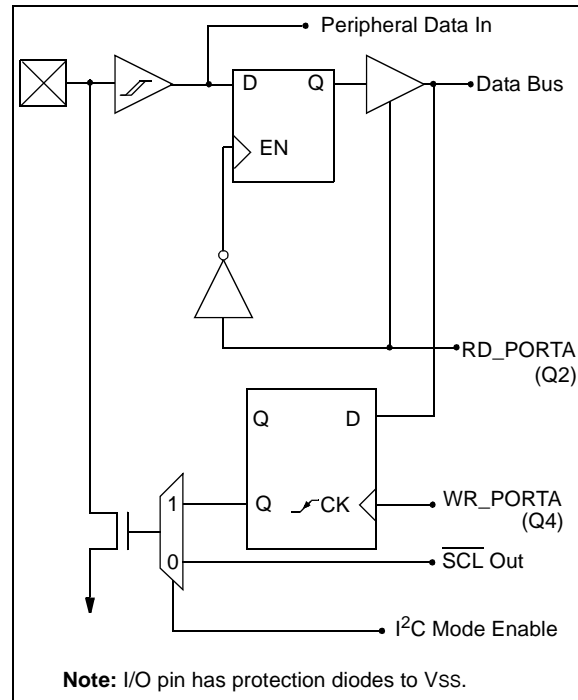 Peripheral Data In
D
Q
Data Bus
EN
RD_PORTA
(Q2)
Q
D
1
Q
CK
WR_PORTA
(Q4)
0
S̅C̅L̅ Out
I²C Mode Enable
Note: I/O pin has protection diodes to VSS.